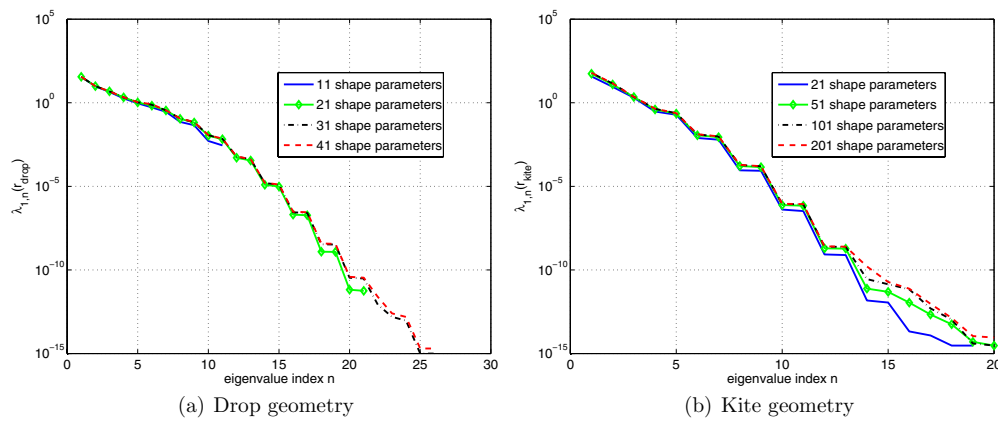 10^5
10^0
10^-5
10^-10
10^-15
λ1,n(r_drop)
11 shape parameters
21 shape parameters
31 shape parameters
41 shape parameters
0 5 10 15 20 25 30
eigenvalue index n
(a) Drop geometry
10^5
10^0
10^-5
10^-10
10^-15
λ1,n(r_kite)
21 shape parameters
51 shape parameters
101 shape parameters
201 shape parameters
0 5 10 15 20
eigenvalue index n
(b) Kite geometry